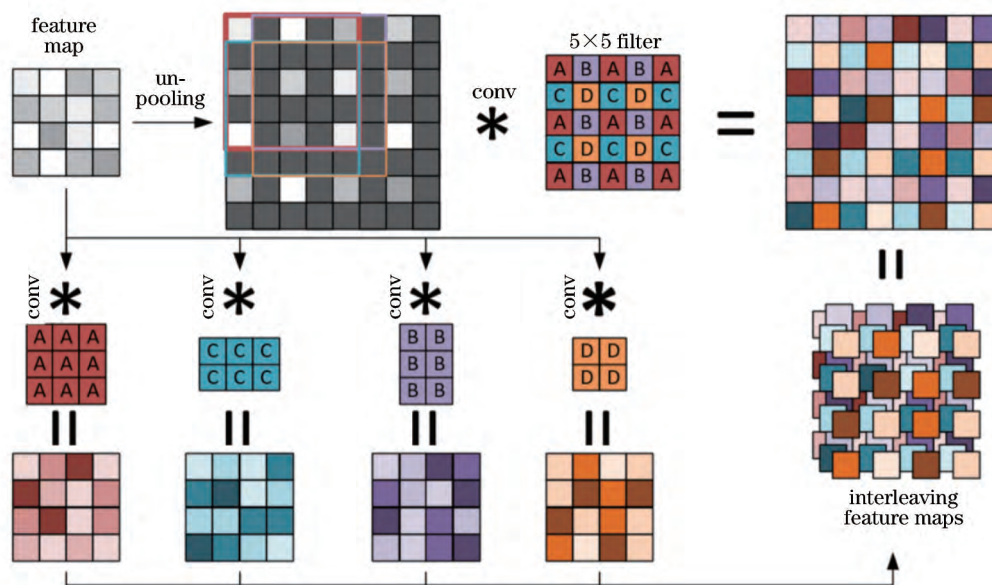 feature
map
un-
pooling
conv
5×5 filter
A B A B A
C D C D C
A B A B A
C D C D C
A B A B A
conv
A A A
A A A
A A A
conv
C C C
C C C
conv
B B
B B
B B
conv
D D
D D
interleaving
feature maps